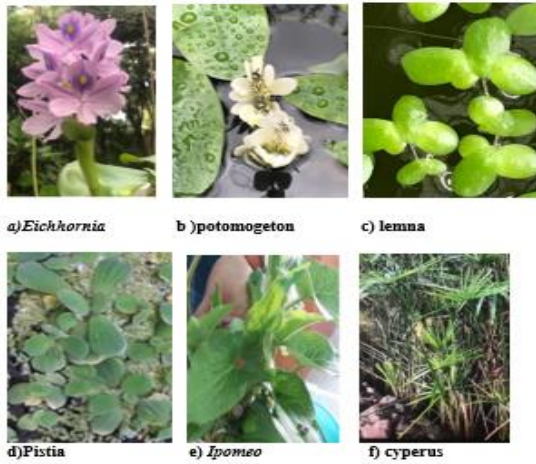 a)Eichhornia b )potomogeton c) lemna
d)Pistia e) Ipomeo f) cyperus